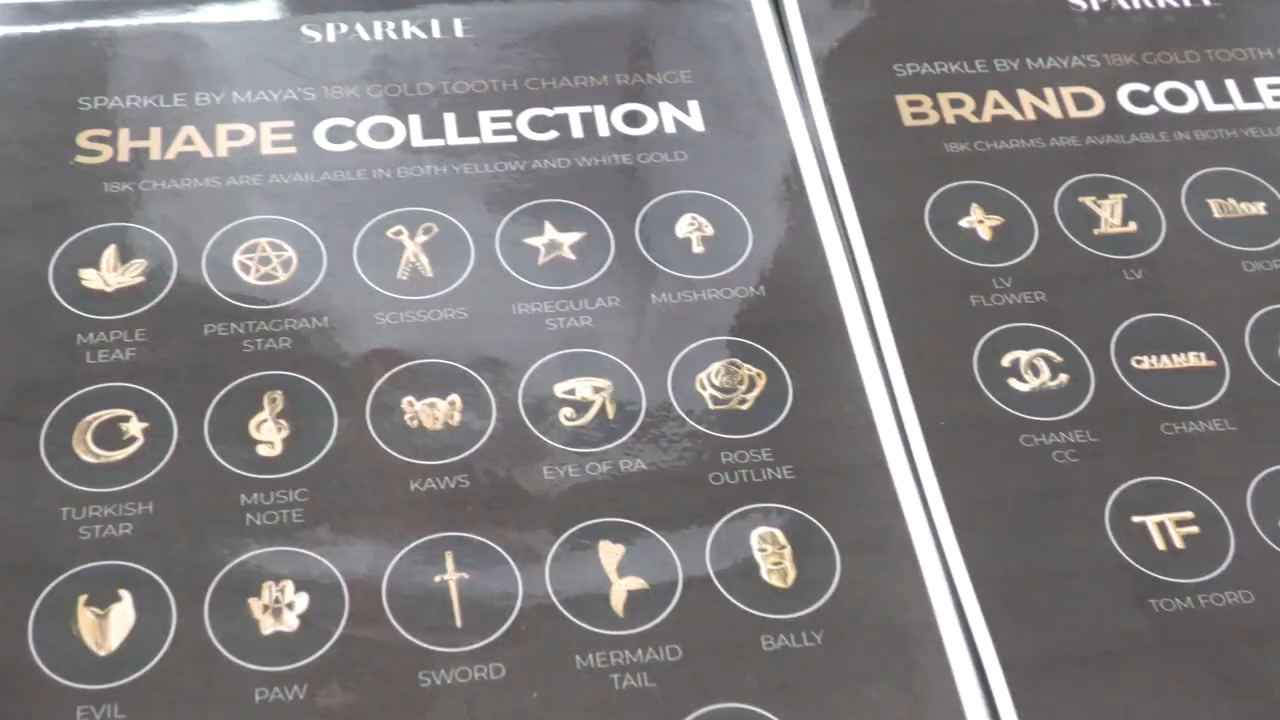 SPARKLE
SPARKLE BY MAYA'S 18K GOLD TOOTH CHARM RANGE
SHAPE COLLECTION
18K CHARMS ARE AVAILABLE IN BOTH YELLOW AND WHITE GOLD
MAPLE
LEAF
PENTAGRAM
STAR
SCISSORS
IRREGULAR
STAR
MUSHROOM
TURKISH
STAR
MUSIC
NOTE
KAWS
EYE OF RA
ROSE
OUTLINE
EVIL
PAW
SWORD
MERMAID
TAIL
BALLY
SPARKLE
SPARKLE BY MAYA'S 18K GOLD TOOTH
BRAND COLLE
18K CHARMS ARE AVAILABLE IN BOTH YELL
LV
FLOWER
LV
Dior
DIOR
CHANEL
CC
CHANEL
CHANEL
TF
TOM FORD